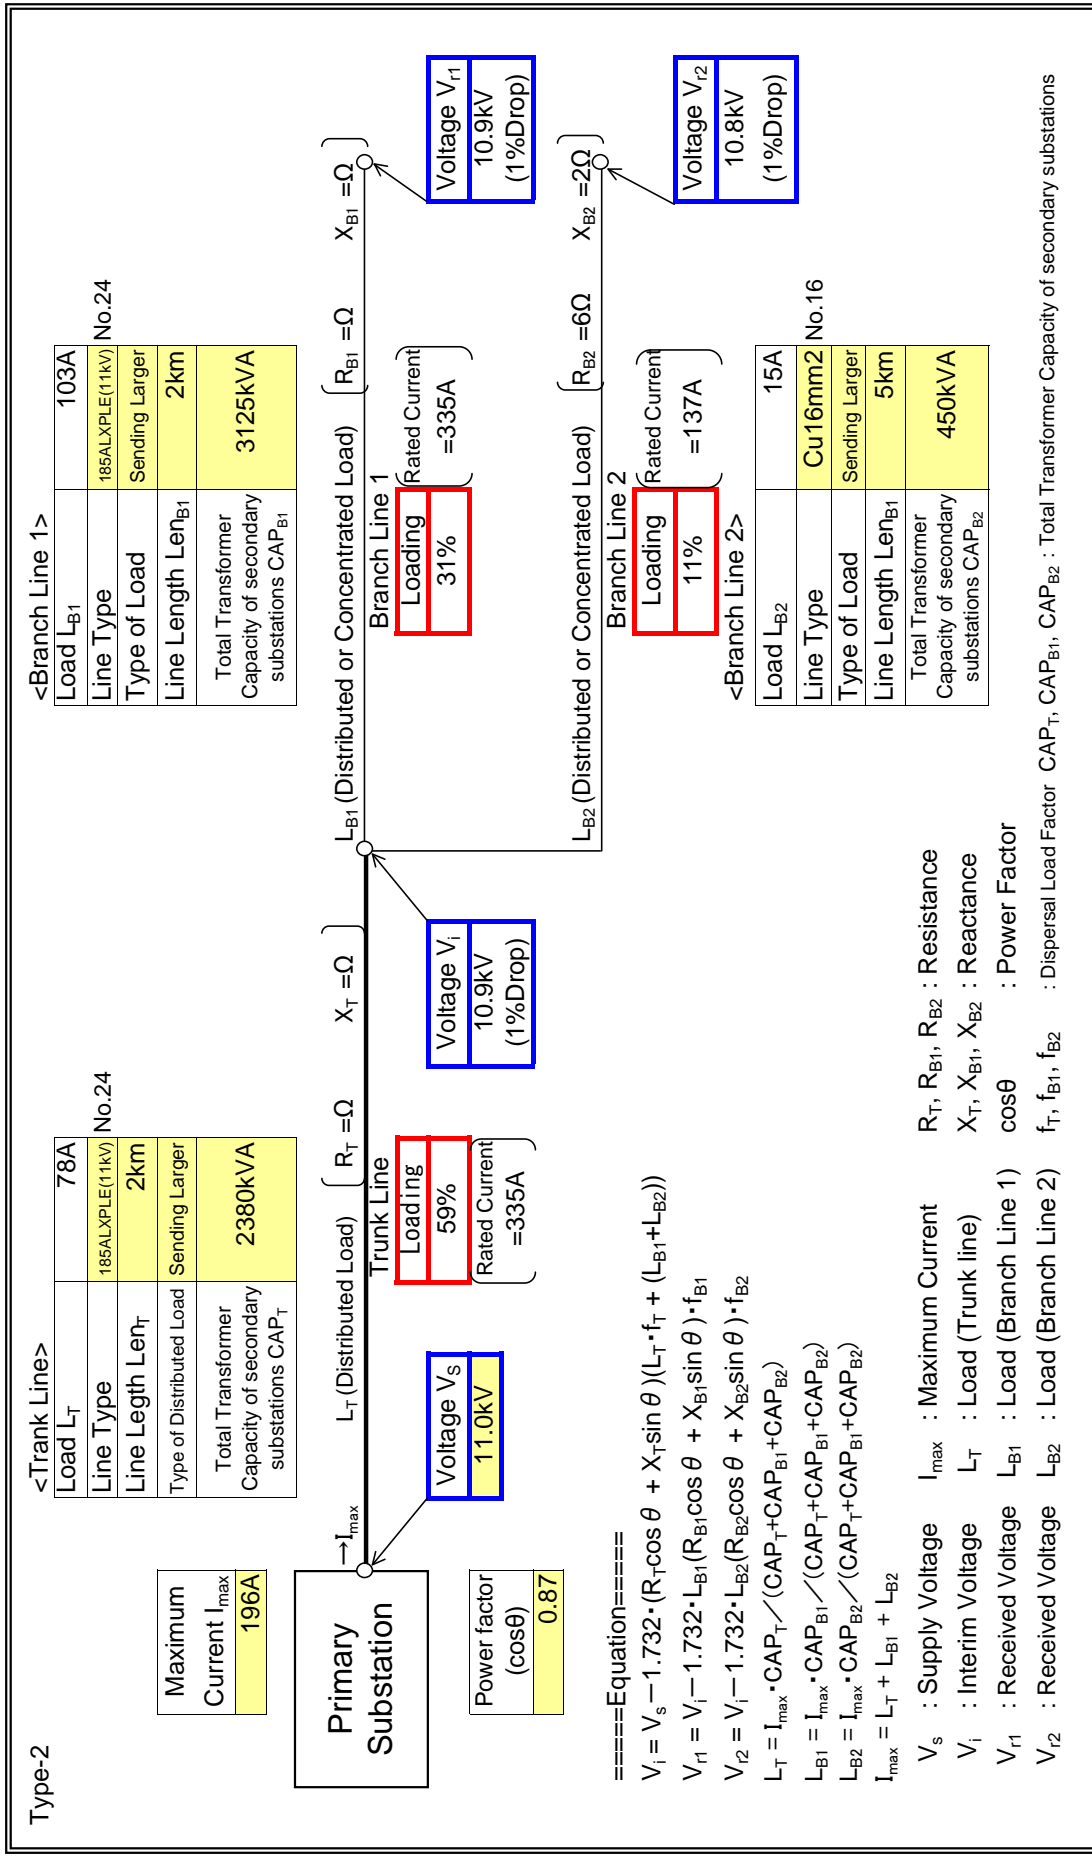 Type-2
Maximum
Current Imax
196A
<Trank Line>
Load LT 78A
Line Type 185ALXPLE(11kV) No.24
Line Legth LenT 2km
Type of Distributed Load Sending Larger
Total Transformer
Capacity of secondary
substations CAPT
2380kVA
<Branch Line 1>
Load LB1 103A
Line Type 185ALXPLE(11kV) No.24
Type of Load Sending Larger
Line Length LenB1 2km
Total Transformer
Capacity of secondary
substations CAPB1
3125kVA
Primary
Substation
→Imax
LT (Distributed Load)
RT =Ω XT =Ω
LB1 (Distributed or Concentrated Load)
RB1 =Ω XB1 =Ω
Trunk Line
Loading
59%
Rated Current
=335A
Branch Line 1
Loading
31%
Rated Current
=335A
Voltage VS
11.0kV
Voltage Vi
10.9kV
(1%Drop)
Voltage Vr1
10.9kV
(1%Drop)
Power factor
(cosθ)
0.87
LB2 (Distributed or Concentrated Load)
RB2 =6Ω XB2 =2Ω
Branch Line 2
Loading
11%
Rated Current
=137A
Voltage Vr2
10.8kV
(1%Drop)
<Branch Line 2>
Load LB2 15A
Line Type Cu16mm2 No.16
Type of Load Sending Larger
Line Length LenB1 5km
Total Transformer
Capacity of secondary
substations CAPB2
450kVA
=====Equation=====
Vi = Vs－1.732・(RTcos θ + XTsin θ )(LT・fT + (LB1+LB2))
Vr1 = Vi－1.732・LB1(RB1cos θ + XB1sin θ )・fB1
Vr2 = Vi－1.732・LB2(RB2cos θ + XB2sin θ )・fB2
LT = Imax・CAPT／(CAPT+CAPB1+CAPB2)
LB1 = Imax・CAPB1／(CAPT+CAPB1+CAPB2)
LB2 = Imax・CAPB2／(CAPT+CAPB1+CAPB2)
Imax = LT + LB1 + LB2
Vs : Supply Voltage Imax : Maximum Current RT, RB1, RB2 : Resistance
Vi : Interim Voltage LT : Load (Trunk line) XT, XB1, XB2 : Reactance
Vr1 : Received Voltage LB1 : Load (Branch Line 1) cosθ : Power Factor
Vr2 : Received Voltage LB2 : Load (Branch Line 2) fT, fB1, fB2 : Dispersal Load Factor CAPT, CAPB1, CAPB2 : Total Transformer Capacity of secondary substations